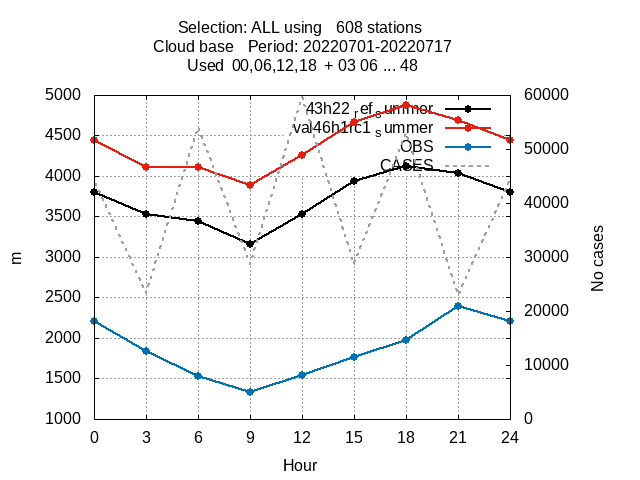 Selection: ALL using 608 stations
Cloud base Period: 20220701-20220717
Used 00,06,12,18 + 03 06 ... 48
5000
4500
4000
3500
3000
2500
2000
1500
1000
m
60000
50000
40000
30000
20000
10000
0
No cases
43h22_ref_summer
val46h1rc1_summer
OBS
CASES
0 3 6 9 12 15 18 21 24
Hour